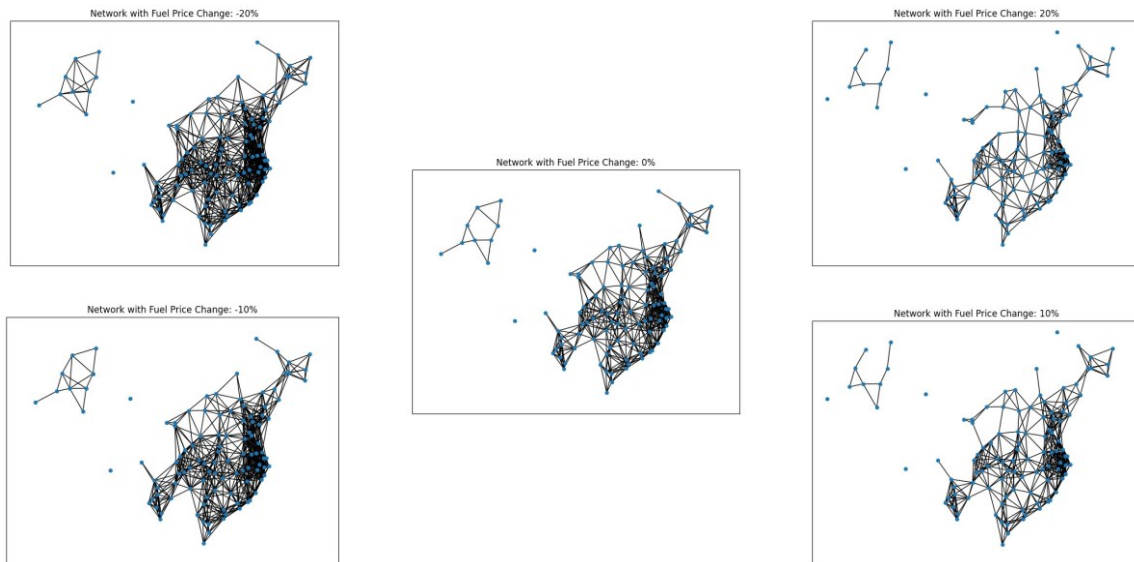 Network with Fuel Price Change: -20%
Network with Fuel Price Change: 20%
Network with Fuel Price Change: 0%
Network with Fuel Price Change: -10%
Network with Fuel Price Change: 10%